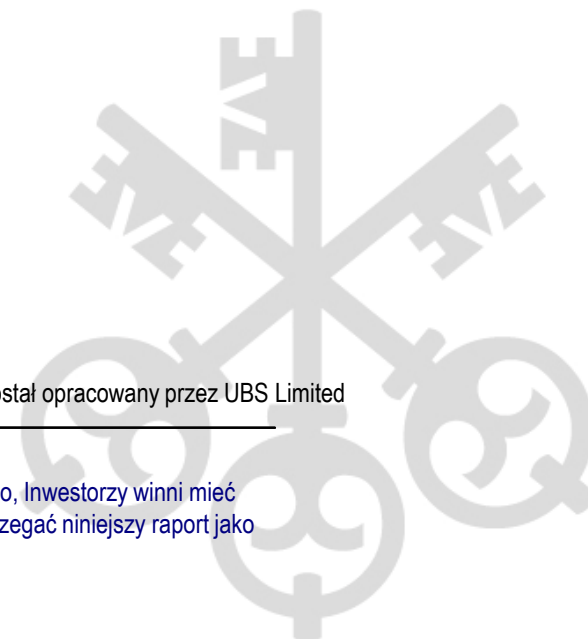 ostał opracowany przez UBS Limited
o, Inwestorzy winni mieć
zegać niniejszy raport jako